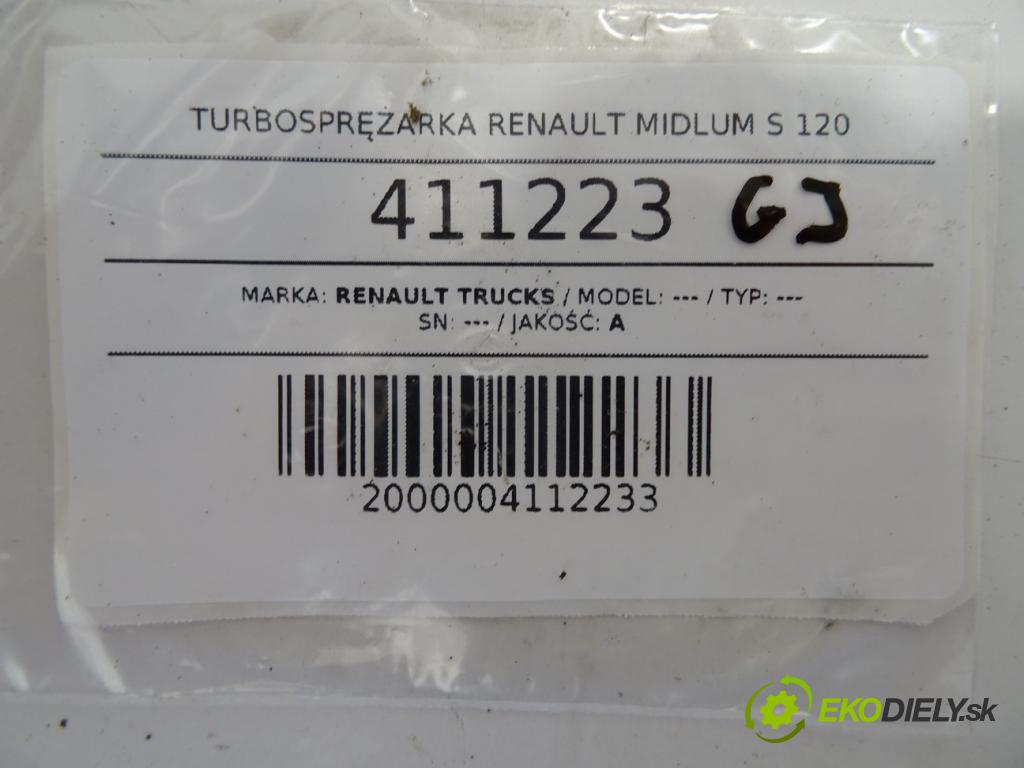 TURBOSPRĘŻARKA RENAULT MIDLUM S 120
411223 GJ
MARKA: RENAULT TRUCKS / MODEL: --- / TYP: ---
SN: --- / JAKOŚĆ: A
2000004112233
EKODIELY.sk